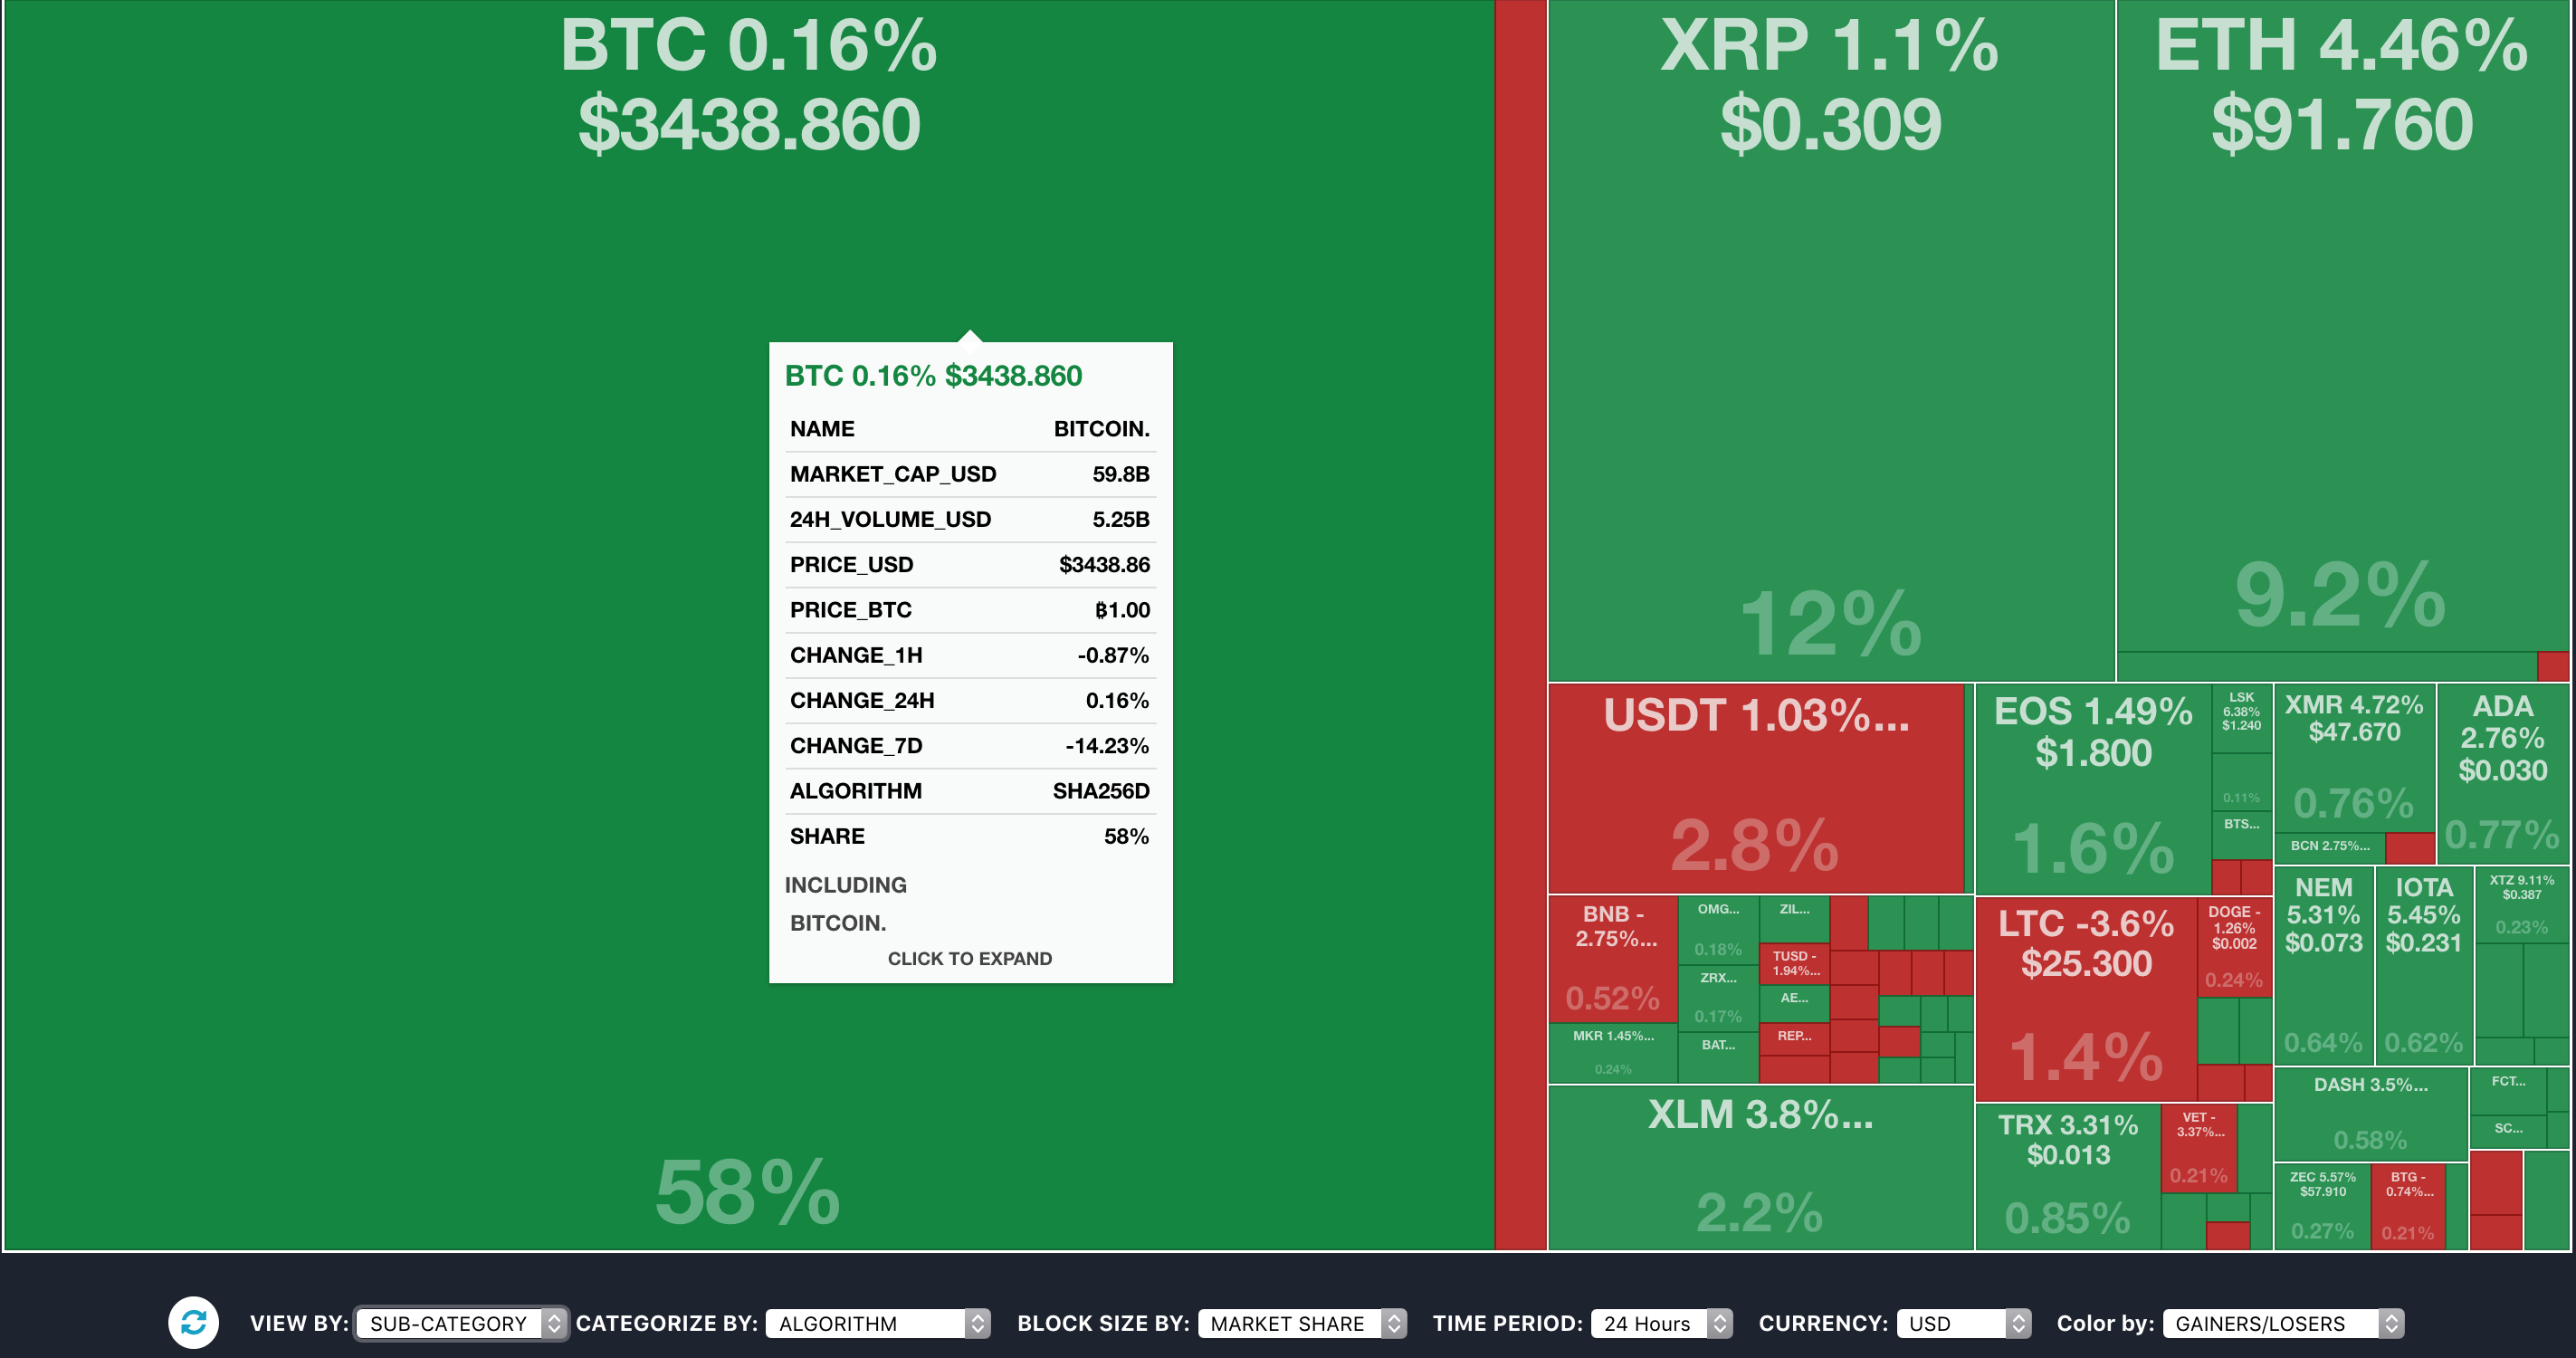 BTC 0.16%
$3438.860
58%
BTC 0.16% $3438.860
NAME BITCOIN.
MARKET_CAP_USD 59.8B
24H_VOLUME_USD 5.25B
PRICE_USD $3438.86
PRICE_BTC ฿1.00
CHANGE_1H -0.87%
CHANGE_24H 0.16%
CHANGE_7D -14.23%
ALGORITHM SHA256D
SHARE 58%
INCLUDING
BITCOIN.
CLICK TO EXPAND
XRP 1.1%
$0.309
12%
ETH 4.46%
$91.760
9.2%
USDT 1.03%...
2.8%
EOS 1.49%
$1.800
1.6%
LSK
6.38%
$1.240
0.11%
BTS...
XMR 4.72%
$47.670
0.76%
BCN 2.75%...
ADA
2.76%
$0.030
0.77%
BNB -
2.75%...
0.52%
MKR 1.45%...
0.24%
OMG...
0.18%
ZRX...
0.17%
BAT...
ZIL...
TUSD -
1.94%...
AE...
REP...
XLM 3.8%...
2.2%
LTC -3.6%
$25.300
1.4%
DOGE -
1.26%
$0.002
0.24%
TRX 3.31%
$0.013
0.85%
VET -
3.37%...
0.21%
NEM
5.31%
$0.073
0.64%
IOTA
5.45%
$0.231
0.62%
XTZ 9.11%
$0.387
0.23%
DASH 3.5%...
0.58%
FCT...
SC...
ZEC 5.57%
$57.910
0.27%
BTG -
0.74%...
0.21%
VIEW BY: SUB-CATEGORY CATEGORIZE BY: ALGORITHM BLOCK SIZE BY: MARKET SHARE TIME PERIOD: 24 Hours CURRENCY: USD Color by: GAINERS/LOSERS